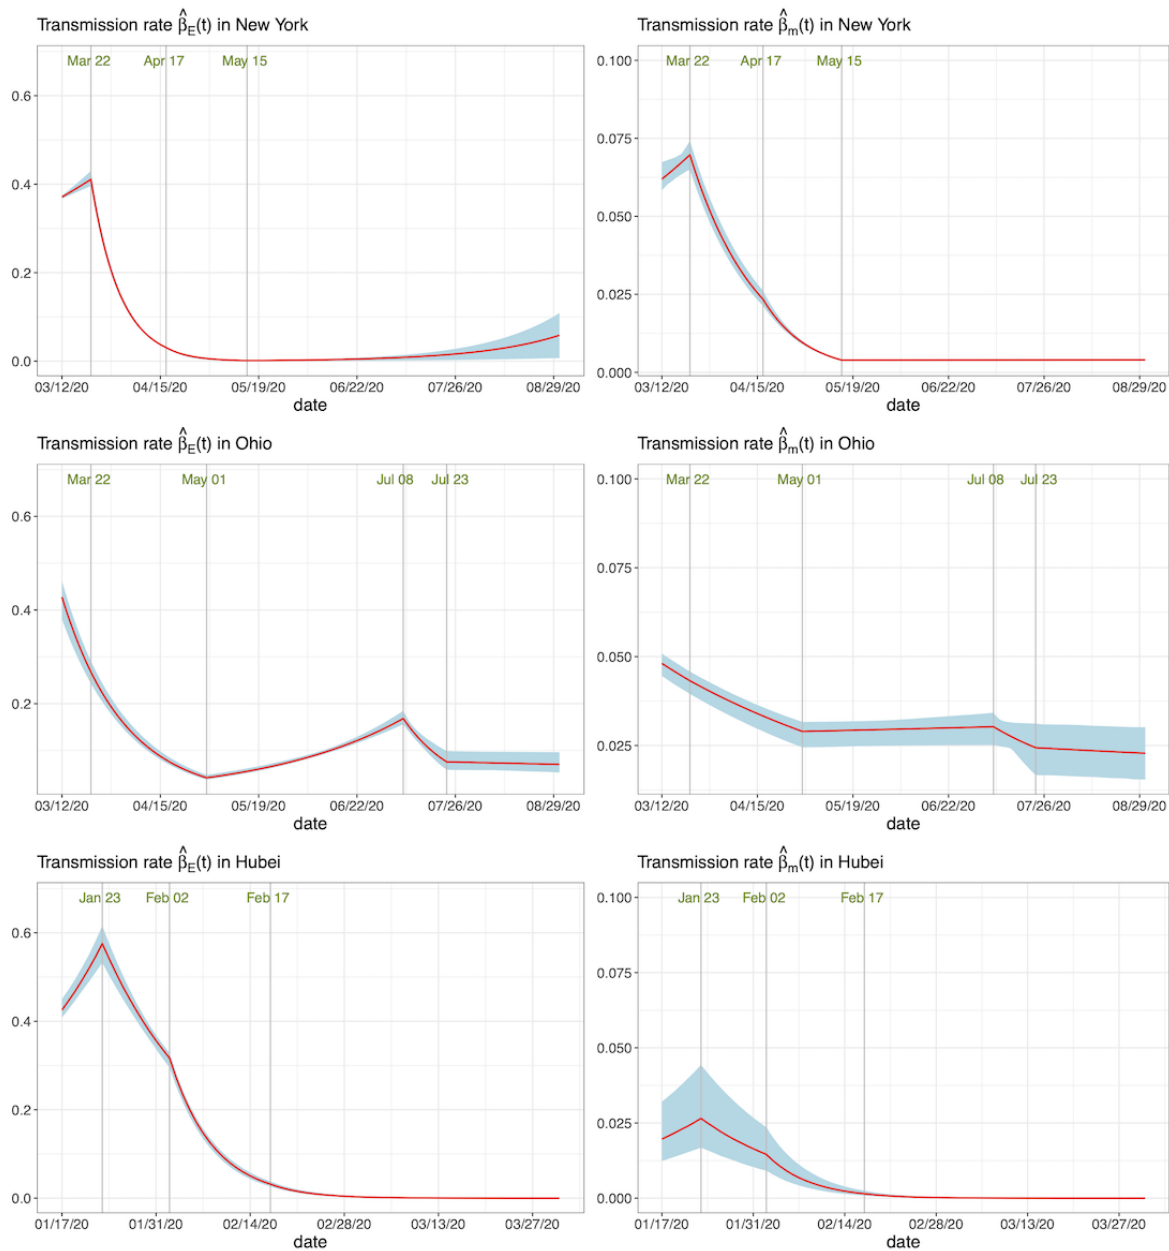 Transmission rate β̂E(t) in New York
Mar 22 Apr 17 May 15
0.6
0.4
0.2
0.0
03/12/20 04/15/20 05/19/20 06/22/20 07/26/20 08/29/20
date
Transmission rate β̂m(t) in New York
Mar 22 Apr 17 May 15
0.100
0.075
0.050
0.025
0.000
03/12/20 04/15/20 05/19/20 06/22/20 07/26/20 08/29/20
date
Transmission rate β̂E(t) in Ohio
Mar 22 May 01 Jul 08 Jul 23
0.6
0.4
0.2
03/12/20 04/15/20 05/19/20 06/22/20 07/26/20 08/29/20
date
Transmission rate β̂m(t) in Ohio
Mar 22 May 01 Jul 08 Jul 23
0.100
0.075
0.050
0.025
03/12/20 04/15/20 05/19/20 06/22/20 07/26/20 08/29/20
date
Transmission rate β̂E(t) in Hubei
Jan 23 Feb 02 Feb 17
0.6
0.4
0.2
0.0
01/17/20 01/31/20 02/14/20 02/28/20 03/13/20 03/27/20
date
Transmission rate β̂m(t) in Hubei
Jan 23 Feb 02 Feb 17
0.100
0.075
0.050
0.025
0.000
01/17/20 01/31/20 02/14/20 02/28/20 03/13/20 03/27/20
date